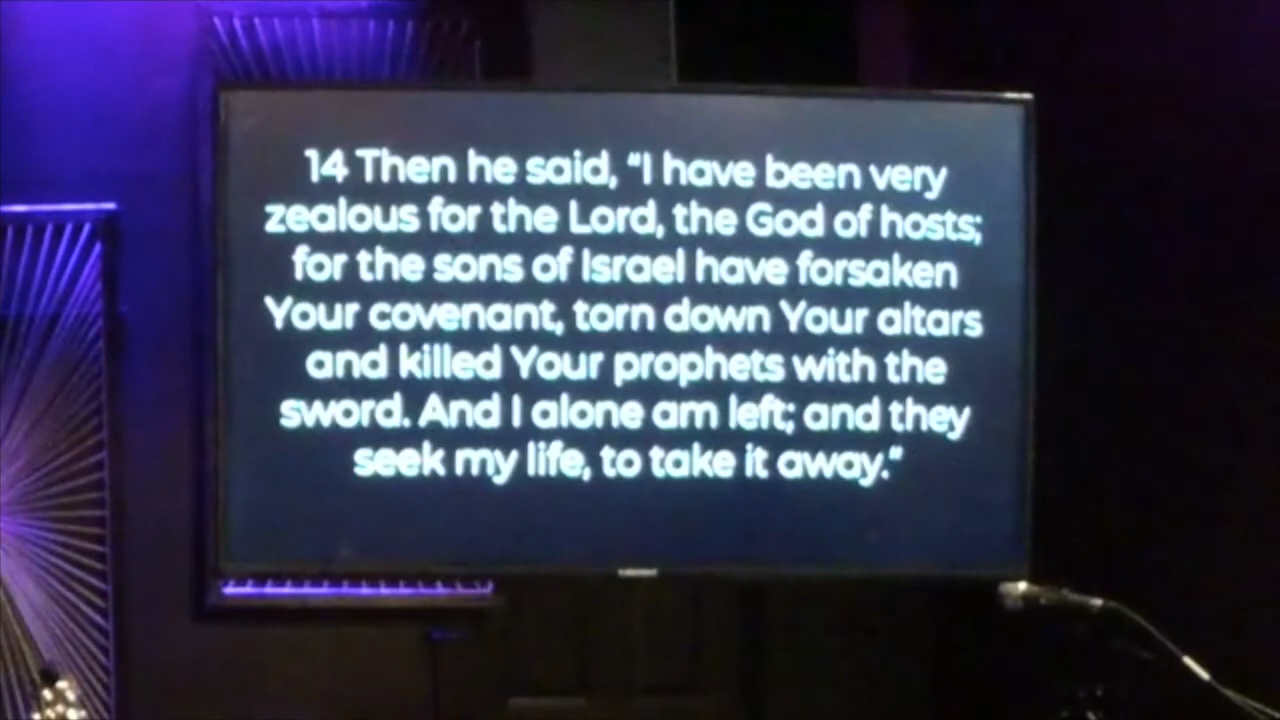 14 Then he said, “I have been very
zealous for the Lord, the God of hosts;
for the sons of Israel have forsaken
Your covenant, torn down Your altars
and killed Your prophets with the
sword. And I alone am left; and they
seek my life, to take it away.“